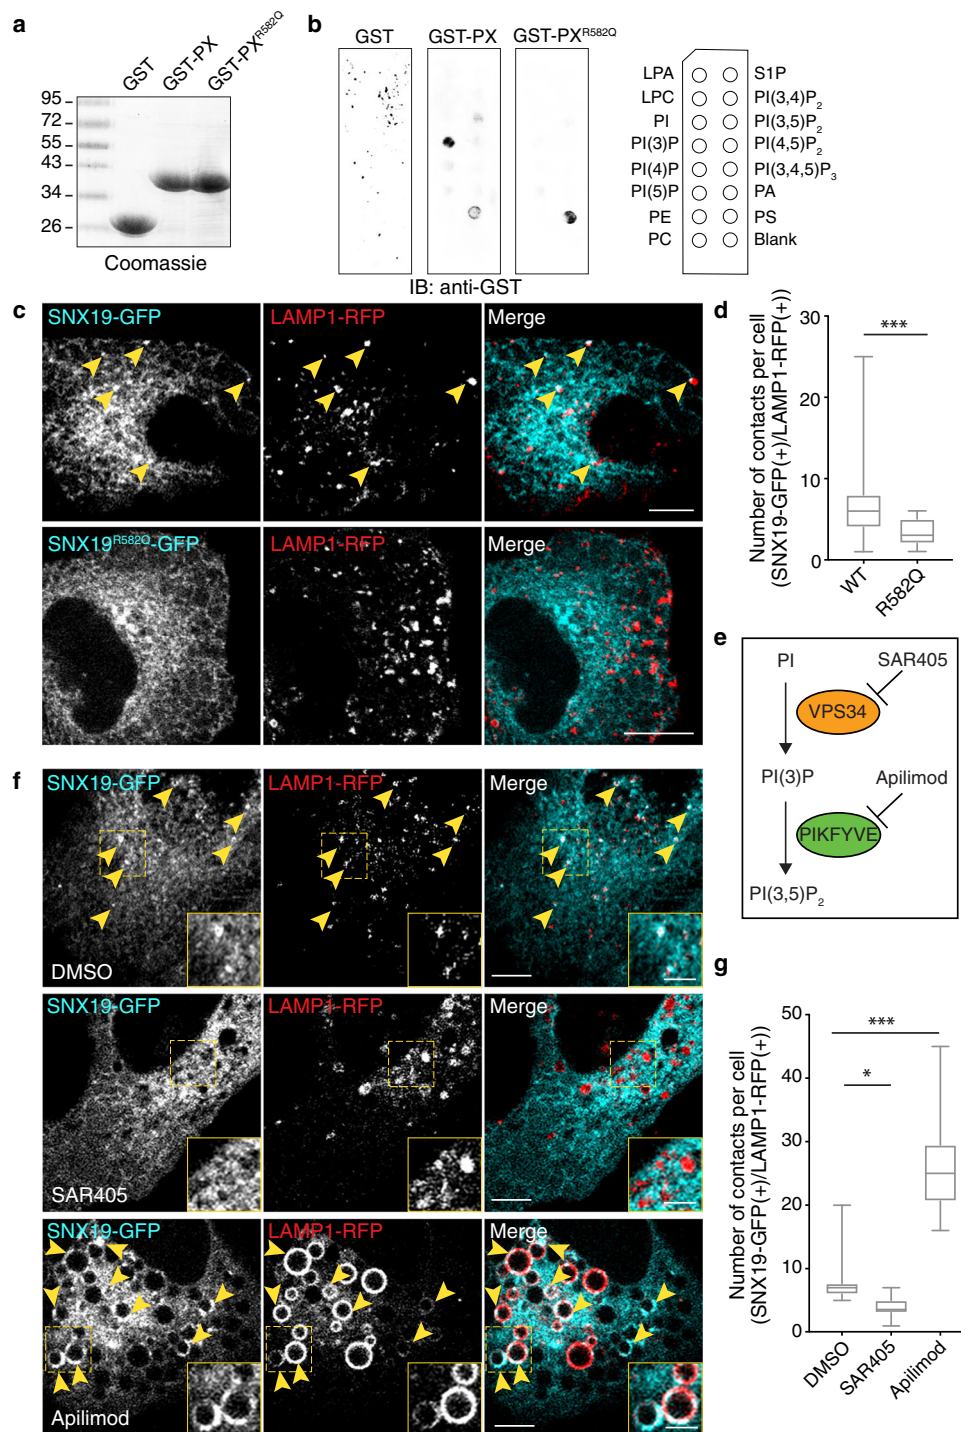 a
GST
GST-PX
GST-PX^R582Q
95
72
55
43
34
26
Coomassie
b
GST
GST-PX
GST-PX^R582Q
IB: anti-GST
LPA
S1P
LPC
PI(3,4)P2
PI
PI(3,5)P2
PI(3)P
PI(4,5)P2
PI(4)P
PI(3,4,5)P3
PI(5)P
PA
PE
PS
PC
Blank
c
SNX19-GFP
LAMP1-RFP
Merge
SNX19^R582Q-GFP
LAMP1-RFP
Merge
d
Number of contacts per cell
(SNX19-GFP(+)/LAMP1-RFP(+))
30
20
10
0
***
WT
R582Q
e
PI
SAR405
VPS34
PI(3)P
Apilimod
PIKFYVE
PI(3,5)P2
f
SNX19-GFP
LAMP1-RFP
Merge
DMSO
SNX19-GFP
LAMP1-RFP
Merge
SAR405
SNX19-GFP
LAMP1-RFP
Merge
Apilimod
g
Number of contacts per cell
(SNX19-GFP(+)/LAMP1-RFP(+))
50
40
30
20
10
0
***
*
DMSO
SAR405
Apilimod